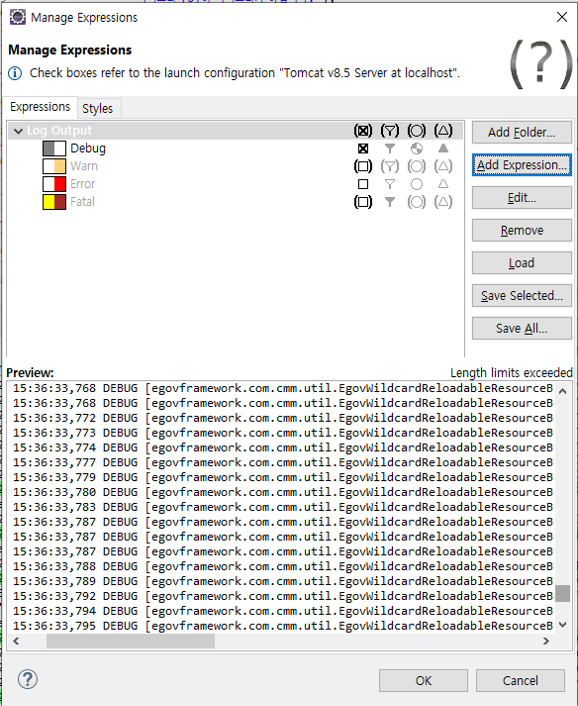 Manage Expressions
Manage Expressions
Check boxes refer to the launch configuration "Tomcat v8.5 Server at localhost".
(?)
Expressions
Styles
Log Output
Debug
Warn
Error
Fatal
Add Folder...
Add Expression...
Edit...
Remove
Load
Save Selected...
Save All...
Preview:
Length limits exceeded
15:36:33,768 DEBUG [egovframework.com.cmm.util.EgovWildcardReloadableResourceB
15:36:33,768 DEBUG [egovframework.com.cmm.util.EgovWildcardReloadableResourceB
15:36:33,772 DEBUG [egovframework.com.cmm.util.EgovWildcardReloadableResourceB
15:36:33,773 DEBUG [egovframework.com.cmm.util.EgovWildcardReloadableResourceB
15:36:33,774 DEBUG [egovframework.com.cmm.util.EgovWildcardReloadableResourceB
15:36:33,777 DEBUG [egovframework.com.cmm.util.EgovWildcardReloadableResourceB
15:36:33,779 DEBUG [egovframework.com.cmm.util.EgovWildcardReloadableResourceB
15:36:33,780 DEBUG [egovframework.com.cmm.util.EgovWildcardReloadableResourceB
15:36:33,783 DEBUG [egovframework.com.cmm.util.EgovWildcardReloadableResourceB
15:36:33,787 DEBUG [egovframework.com.cmm.util.EgovWildcardReloadableResourceB
15:36:33,787 DEBUG [egovframework.com.cmm.util.EgovWildcardReloadableResourceB
15:36:33,787 DEBUG [egovframework.com.cmm.util.EgovWildcardReloadableResourceB
15:36:33,788 DEBUG [egovframework.com.cmm.util.EgovWildcardReloadableResourceB
15:36:33,789 DEBUG [egovframework.com.cmm.util.EgovWildcardReloadableResourceB
15:36:33,792 DEBUG [egovframework.com.cmm.util.EgovWildcardReloadableResourceB
15:36:33,794 DEBUG [egovframework.com.cmm.util.EgovWildcardReloadableResourceB
15:36:33,795 DEBUG [egovframework.com.cmm.util.EgovWildcardReloadableResourceB
OK
Cancel